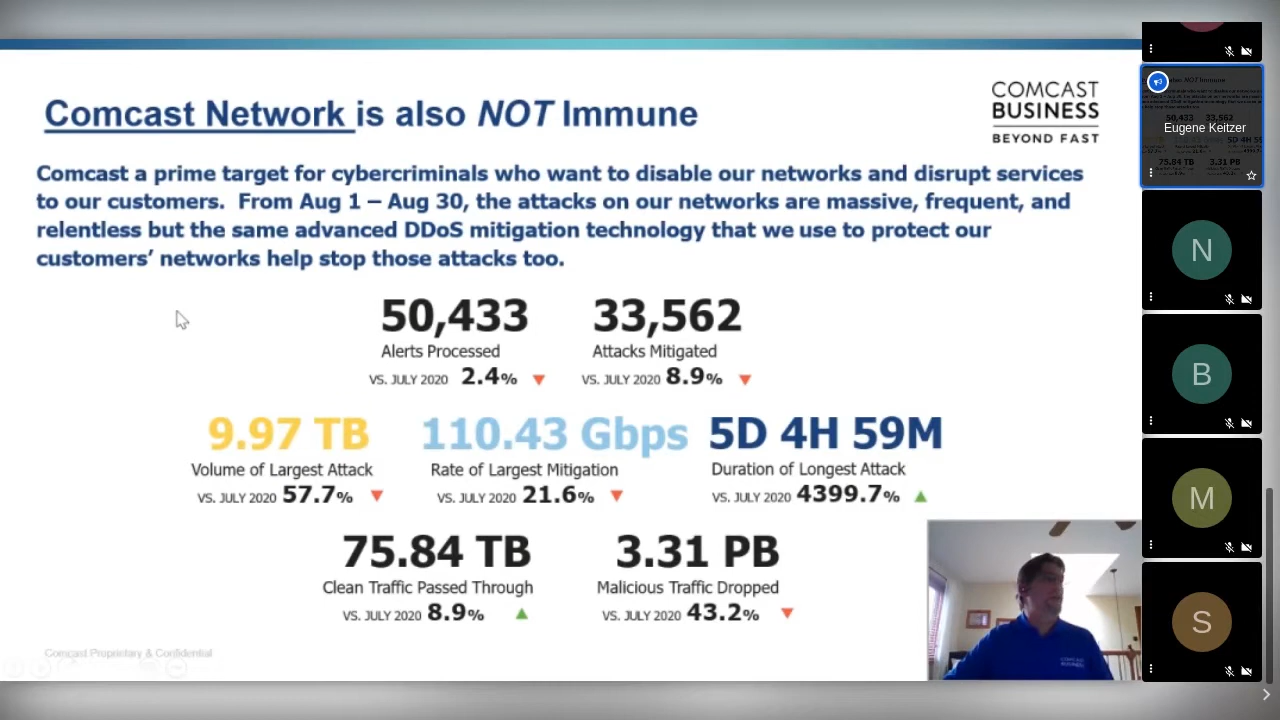 Comcast Network is also NOT Immune
COMCAST
BUSINESS
BEYOND FAST
Comcast a prime target for cybercriminals who want to disable our networks and disrupt services
to our customers. From Aug 1 – Aug 30, the attacks on our networks are massive, frequent, and
relentless but the same advanced DDoS mitigation technology that we use to protect our
customers’ networks help stop those attacks too.
50,433
Alerts Processed
VS. JULY 2020 2.4%
33,562
Attacks Mitigated
VS. JULY 2020 8.9%
9.97 TB
Volume of Largest Attack
VS. JULY 2020 57.7%
110.43 Gbps
Rate of Largest Mitigation
VS. JULY 2020 21.6%
5D 4H 59M
Duration of Longest Attack
VS. JULY 2020 4399.7%
75.84 TB
Clean Traffic Passed Through
VS. JULY 2020 8.9%
3.31 PB
Malicious Traffic Dropped
VS. JULY 2020 43.2%
Comcast Proprietary & Confidential
COMCAST
BUSINESS
Eugene Keitzer
N
B
M
S